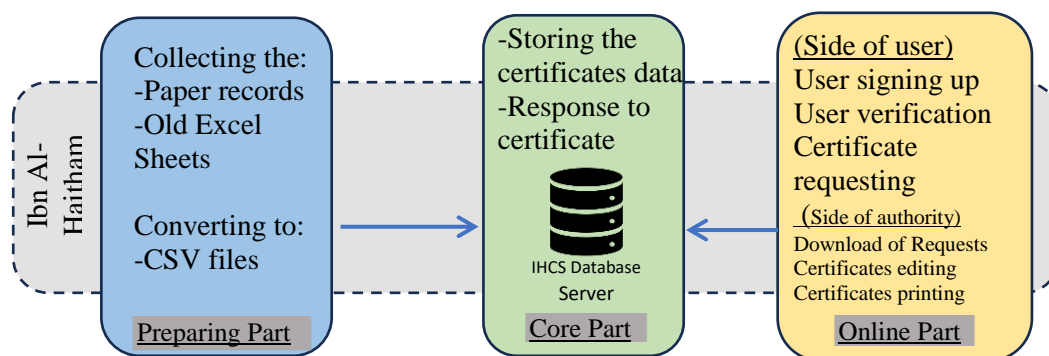 Ibn Al-
Haitham
Collecting the:
-Paper records
-Old Excel
Sheets
Converting to:
-CSV files
Preparing Part
-Storing the
certificates data
-Response to
certificate
IHCS Database
Server
Core Part
(Side of user)
User signing up
User verification
Certificate
requesting
(Side of authority)
Download of Requests
Certificates editing
Certificates printing
Online Part